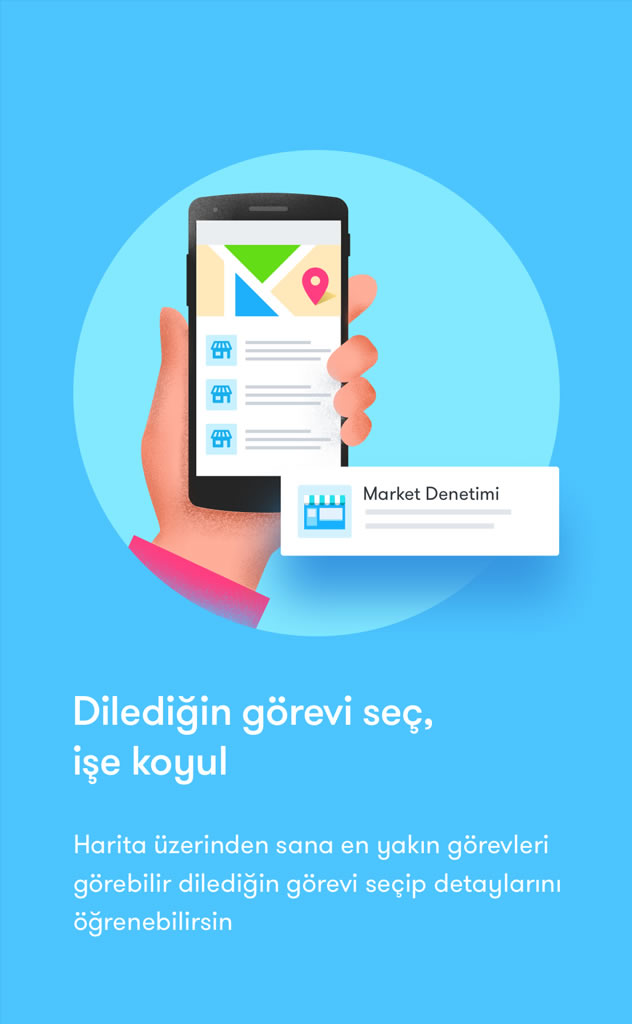 Market Denetimi
Dilediğin görevi seç,
işe koyul
Harita üzerinden sana en yakın görevleri
görebilir dilediğin görevi seçip detaylarını
öğrenebilirsin